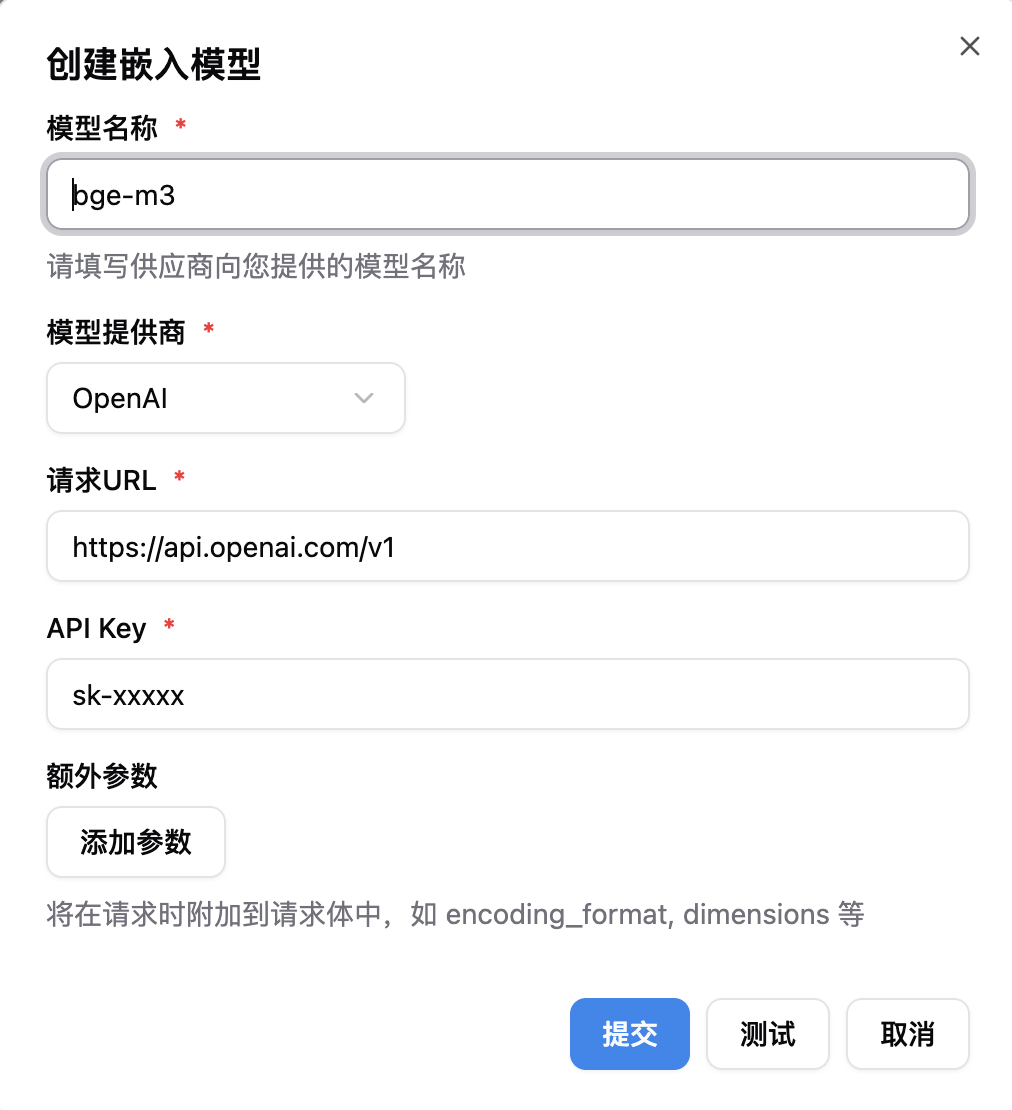 创建嵌入模型
模型名称 *
bge-m3
请填写供应商向您提供的模型名称
模型提供商 *
OpenAI
请求URL *
https://api.openai.com/v1
API Key *
sk-xxxxx
额外参数
添加参数
将在请求时附加到请求体中，如 encoding_format, dimensions 等
提交 测试 取消